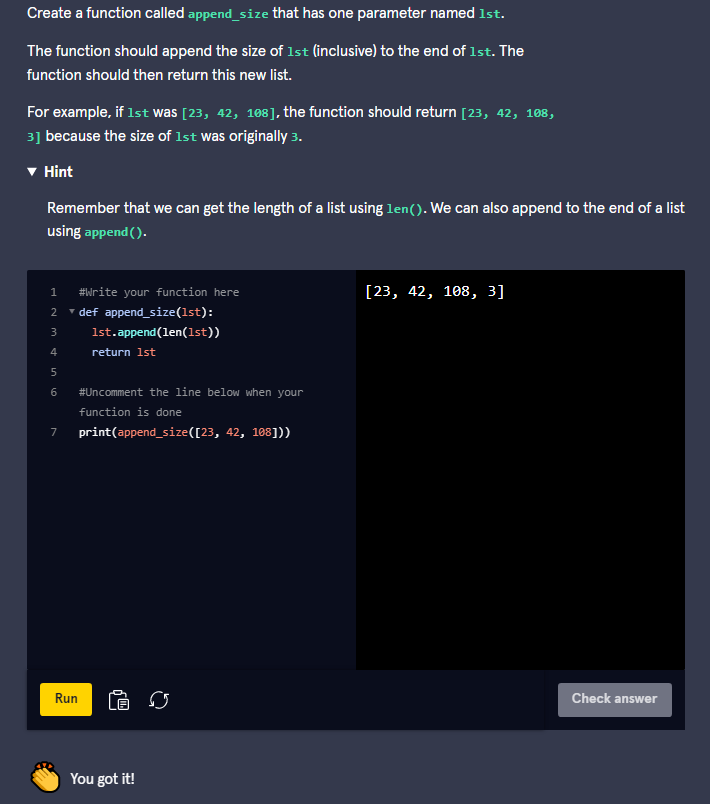 Create a function called append_size that has one parameter named lst.
The function should append the size of lst (inclusive) to the end of lst. The
function should then return this new list.
For example, if lst was [23, 42, 108], the function should return [23, 42, 108,
3] because the size of lst was originally 3.
▼ Hint
Remember that we can get the length of a list using len(). We can also append to the end of a list
using append().
1 #Write your function here
2 ▼ def append_size(lst):
3 lst.append(len(lst))
4 return lst
5
6 #Uncomment the line below when your
function is done
7 print(append_size([23, 42, 108]))
[23, 42, 108, 3]
Run
Check answer
You got it!